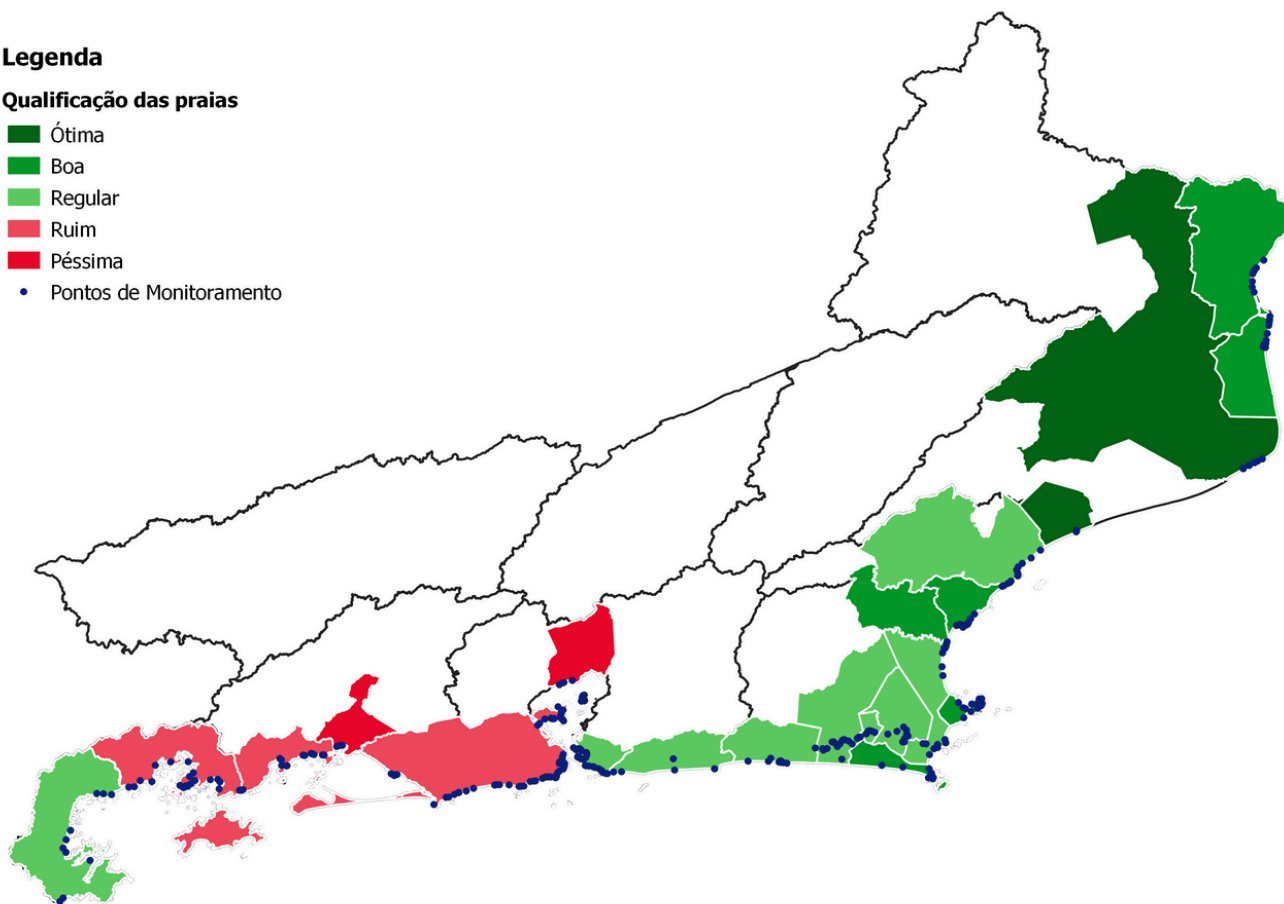 Legenda
Qualificação das praias
Ótima
Boa
Regular
Ruim
Péssima
Pontos de Monitoramento